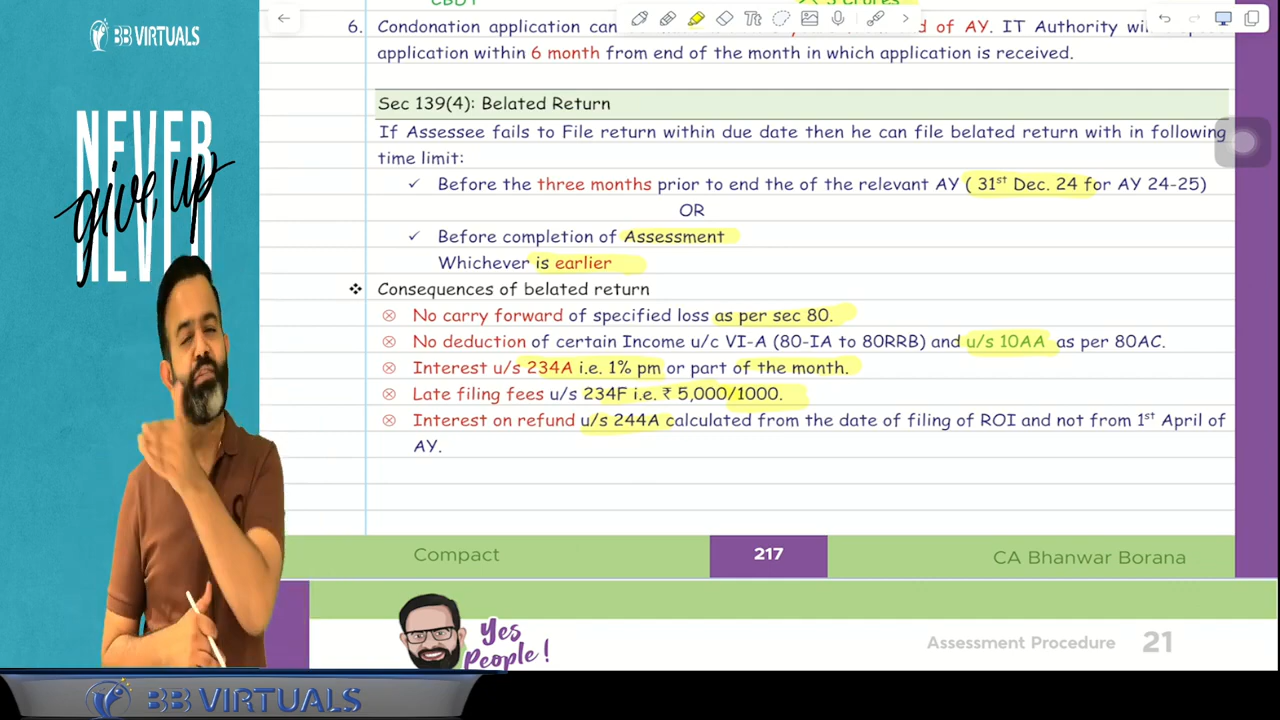 BB VIRTUALS
NEVER
give up
NEVER
6. Condonation application can of AY. IT Authority
application within 6 month from end of the month in which application is received.
Sec 139(4): Belated Return
If Assessee fails to File return within due date then he can file belated return with in following
time limit:
✓ Before the three months prior to end the of the relevant AY ( 31st Dec. 24 for AY 24-25)
OR
✓ Before completion of Assessment
Whichever is earlier
❖ Consequences of belated return
⊗ No carry forward of specified loss as per sec 80.
⊗ No deduction of certain Income u/c VI-A (80-IA to 80RRB) and u/s 10AA as per 80AC.
⊗ Interest u/s 234A i.e. 1% pm or part of the month.
⊗ Late filing fees u/s 234F i.e. ₹ 5,000/1000.
⊗ Interest on refund u/s 244A calculated from the date of filing of ROI and not from 1st April of
AY.
Compact 217 CA Bhanwar Borana
Yes
People!
Assessment Procedure 21
BB VIRTUALS